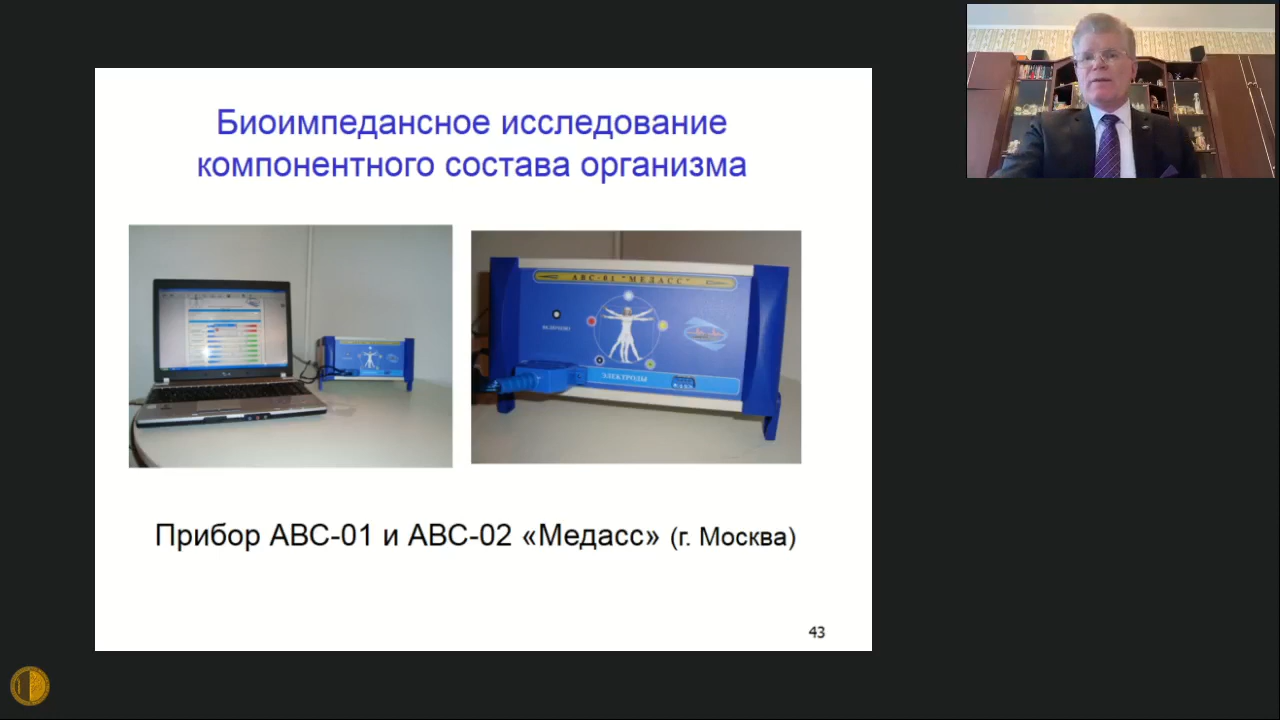 Биоимпедансное исследование
компонентного состава организма
АВС-01 "МЕДАСС"
ЭЛЕКТРОДЫ
Прибор АВС-01 и АВС-02 «Медасс» (г. Москва)
43